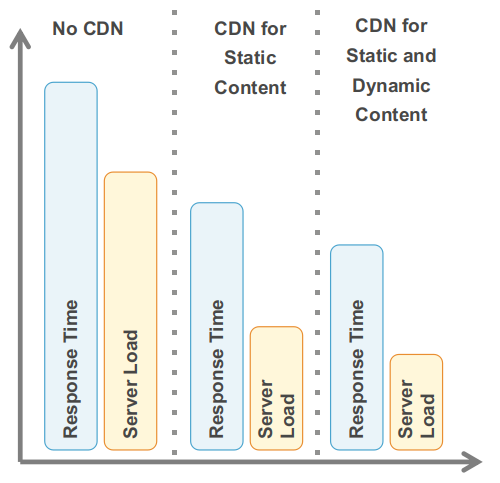 No CDN
CDN for
Static
Content
CDN for
Static and
Dynamic
Content
Response Time
Server Load
Response Time
Server
Load
Response Time
Server
Load